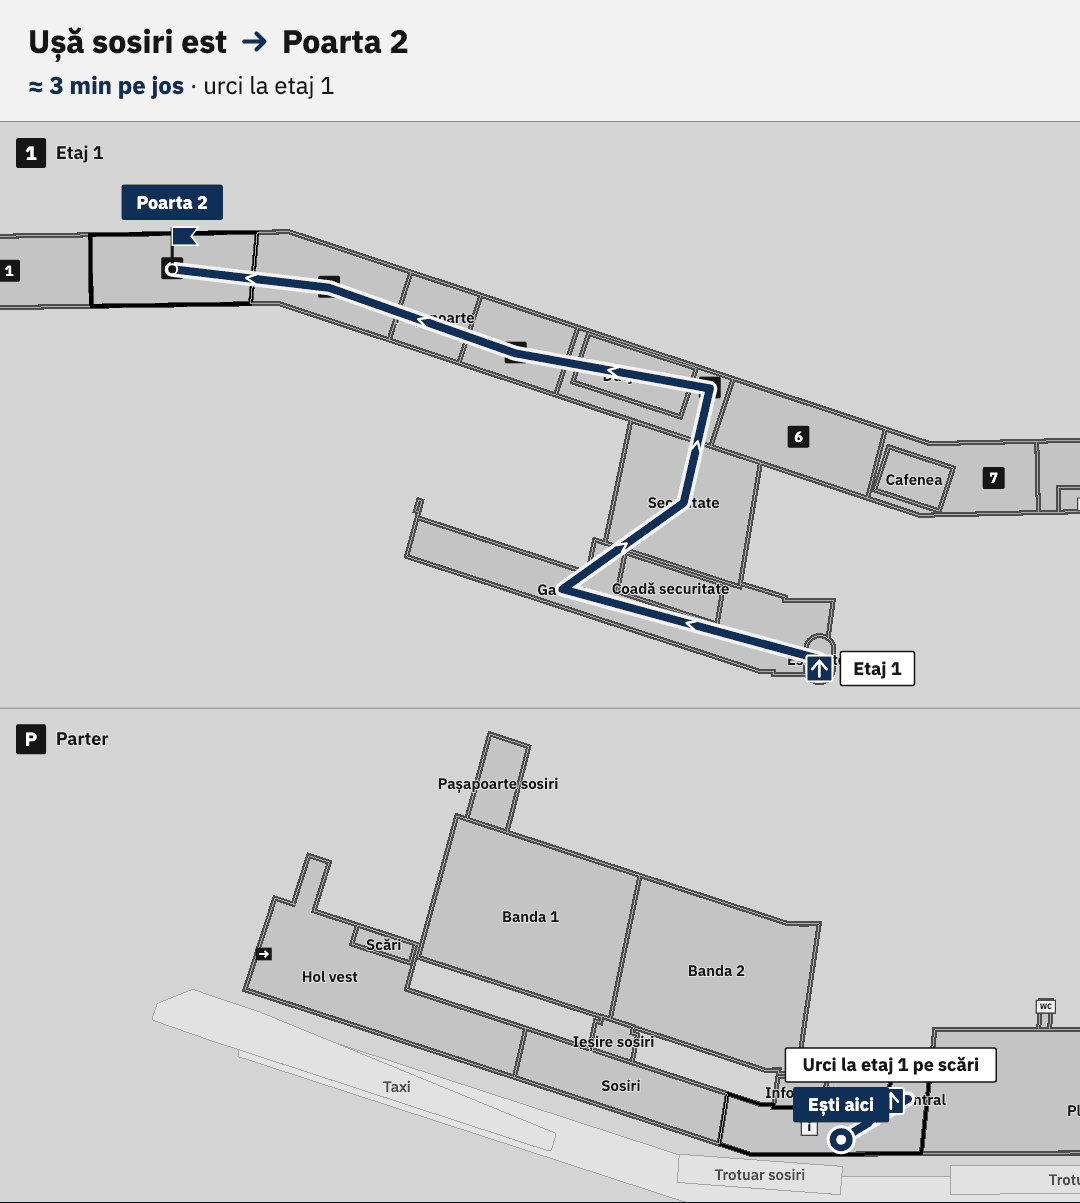 Ușă sosiri est → Poarta 2
≈ 3 min pe jos · urci la etaj 1
1 Etaj 1
Poarta 2
1
6
Cafenea
7
Coadă securitate
Etaj 1
P Parter
Pașapoarte sosiri
Banda 1
Scări
Banda 2
Hol vest
WC
Ieșire sosiri
Urci la etaj 1 pe scări
Taxi
Sosiri
Ești aici
i
Trotuar sosiri